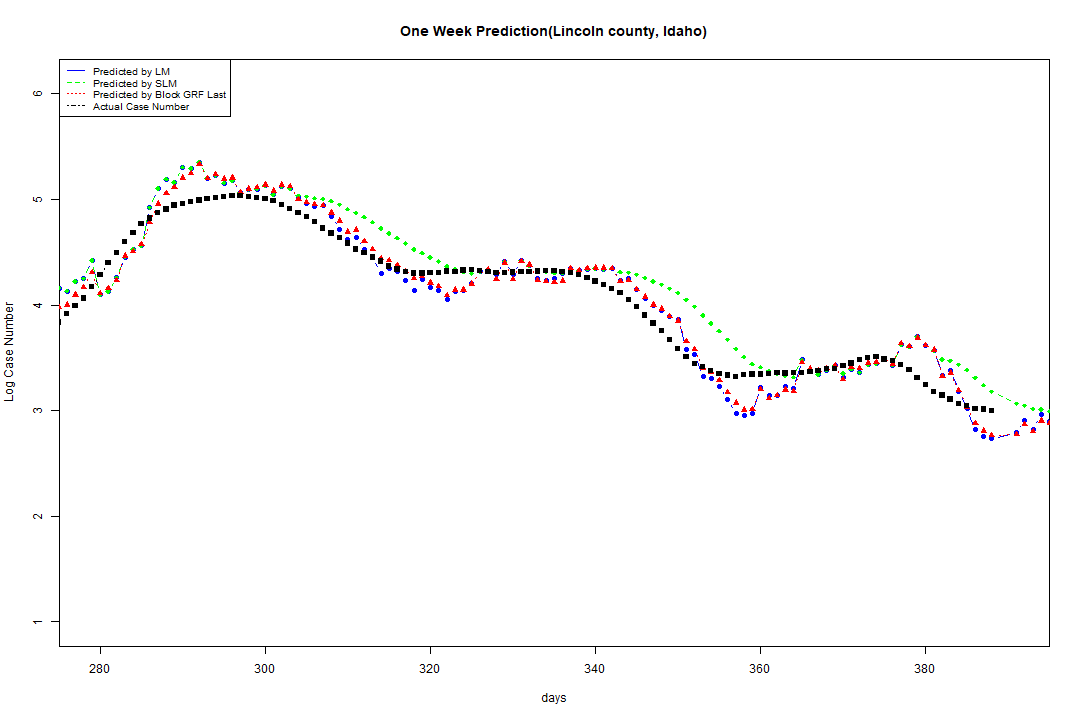 One Week Prediction(Lincoln county, Idaho)
Predicted by LM
Predicted by SLM
Predicted by Block GRF Last
Actual Case Number
6
5
4
3
2
1
Log Case Number
280 300 320 340 360 380
days